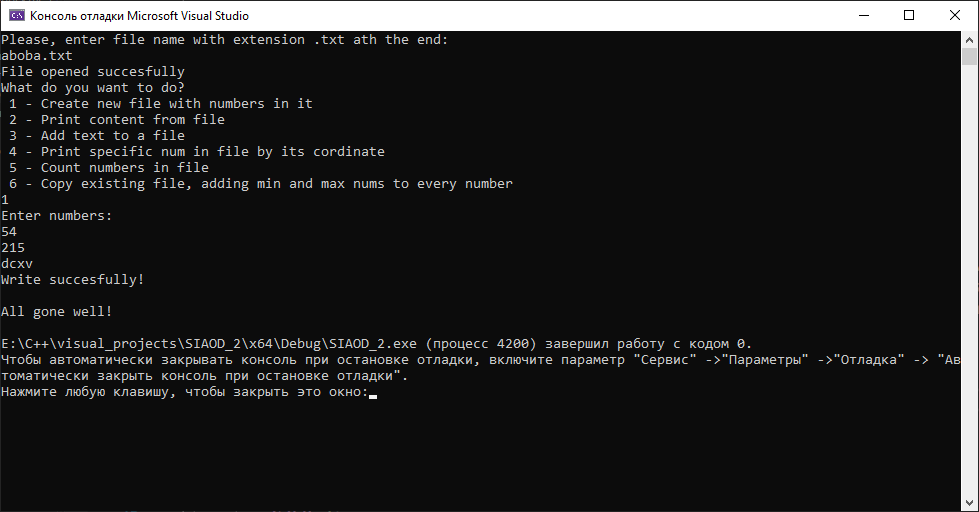 Консоль отладки Microsoft Visual Studio
Please, enter file name with extension .txt ath the end:
aboba.txt
File opened succesfully
What do you want to do?
1 - Create new file with numbers in it
2 - Print content from file
3 - Add text to a file
4 - Print specific num in file by its cordinate
5 - Count numbers in file
6 - Copy existing file, adding min and max nums to every number
1
Enter numbers:
54
215
dcxv
Write succesfully!
All gone well!
E:\C++\visual_projects\SIAOD_2\x64\Debug\SIAOD_2.exe (процесс 4200) завершил работу с кодом 0.
Чтобы автоматически закрывать консоль при остановке отладки, включите параметр "Сервис" ->"Параметры" ->"Отладка" -> "Ав
томатически закрыть консоль при остановке отладки".
Нажмите любую клавишу, чтобы закрыть это окно: